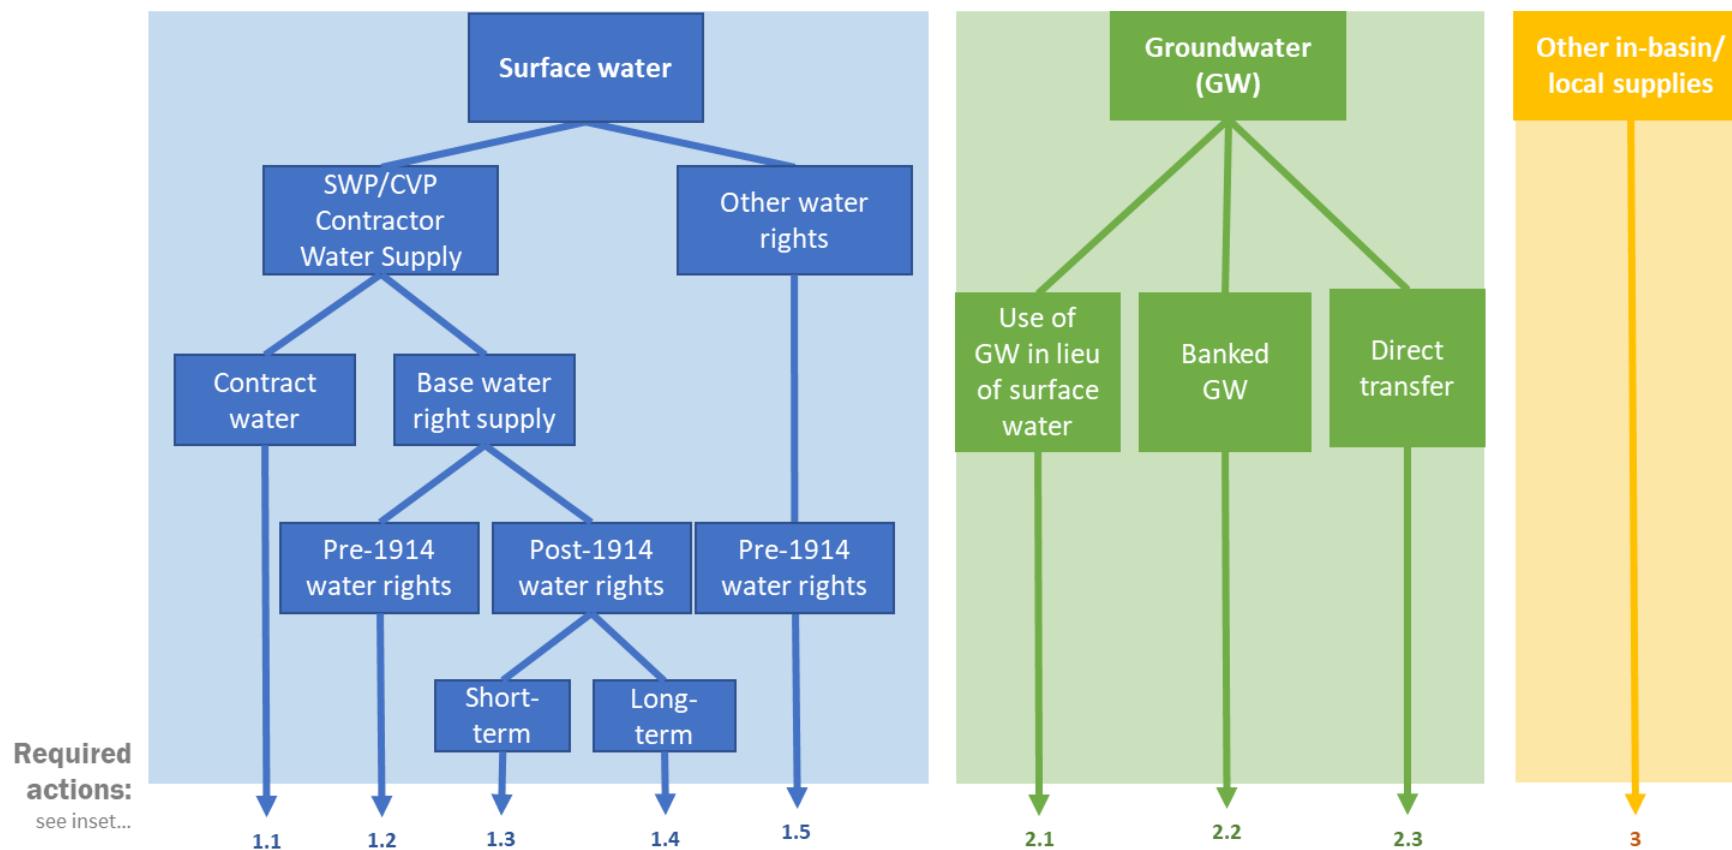 Surface water
SWP/CVP
Contractor
Water Supply
Other water
rights
Contract
water
Base water
right supply
Pre-1914
water rights
Post-1914
water rights
Pre-1914
water rights
Short-
term
Long-
term
Groundwater
(GW)
Use of
GW in lieu
of surface
water
Banked
GW
Direct
transfer
Other in-basin/
local supplies
Required
actions:
see inset...
1.1
1.2
1.3
1.4
1.5
2.1
2.2
2.3
3